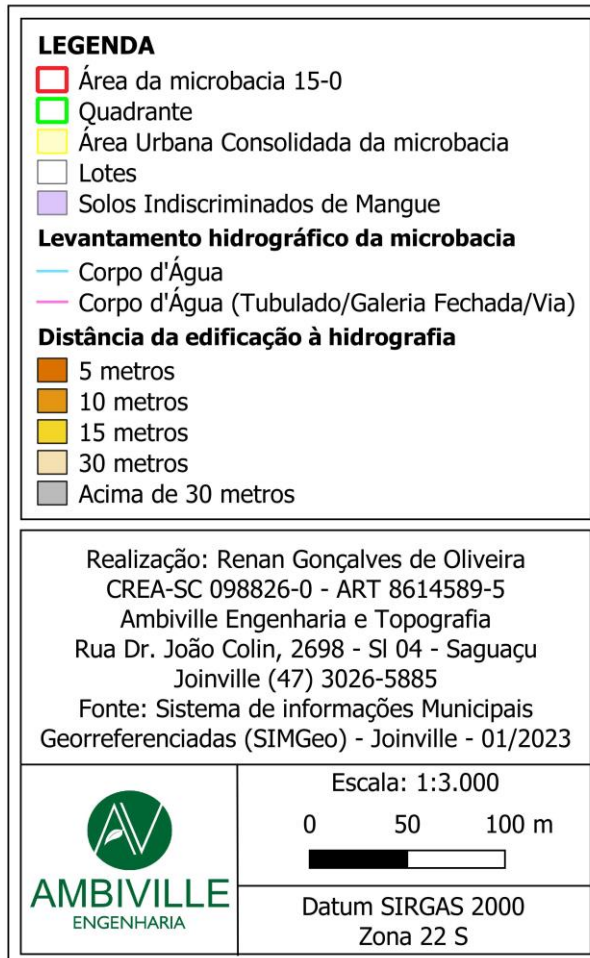 LEGENDA
Área da microbacia 15-0
Quadrante
Área Urbana Consolidada da microbacia
Lotes
Solos Indiscriminados de Mangue
Levantamento hidrográfico da microbacia
Corpo d'Água
Corpo d'Água (Tubulado/Galeria Fechada/Via)
Distância da edificação à hidrografia
5 metros
10 metros
15 metros
30 metros
Acima de 30 metros
Realização: Renan Gonçalves de Oliveira
CREA-SC 098826-0 - ART 8614589-5
Ambiville Engenharia e Topografia
Rua Dr. João Colin, 2698 - Sl 04 - Saguaçu
Joinville (47) 3026-5885
Fonte: Sistema de informações Municipais
Georreferenciadas (SIMGeo) - Joinville - 01/2023
AMBIVILLE
ENGENHARIA
Escala: 1:3.000
0 50 100 m
Datum SIRGAS 2000
Zona 22 S